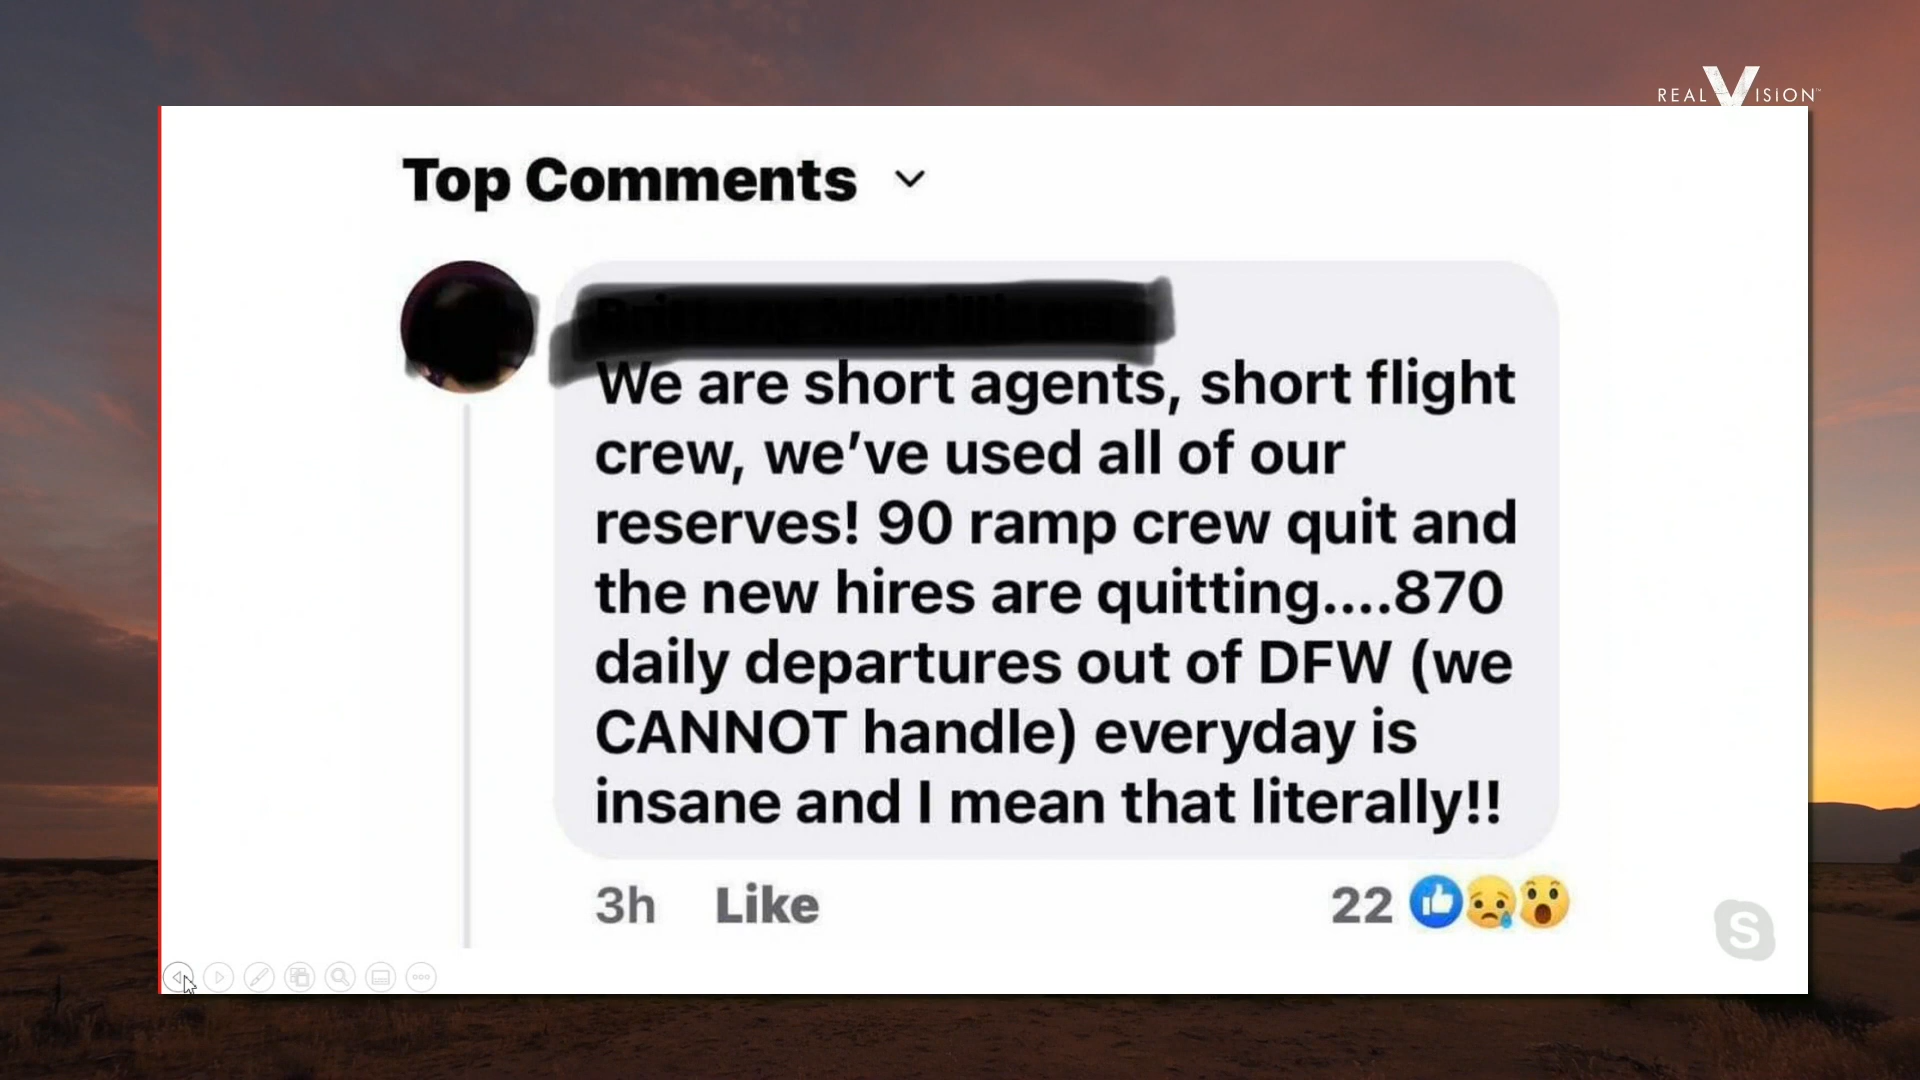 REAL VISION
Top Comments
We are short agents, short flight
crew, we've used all of our
reserves! 90 ramp crew quit and
the new hires are quitting....870
daily departures out of DFW (we
CANNOT handle) everyday is
insane and I mean that literally!!
3h Like 22